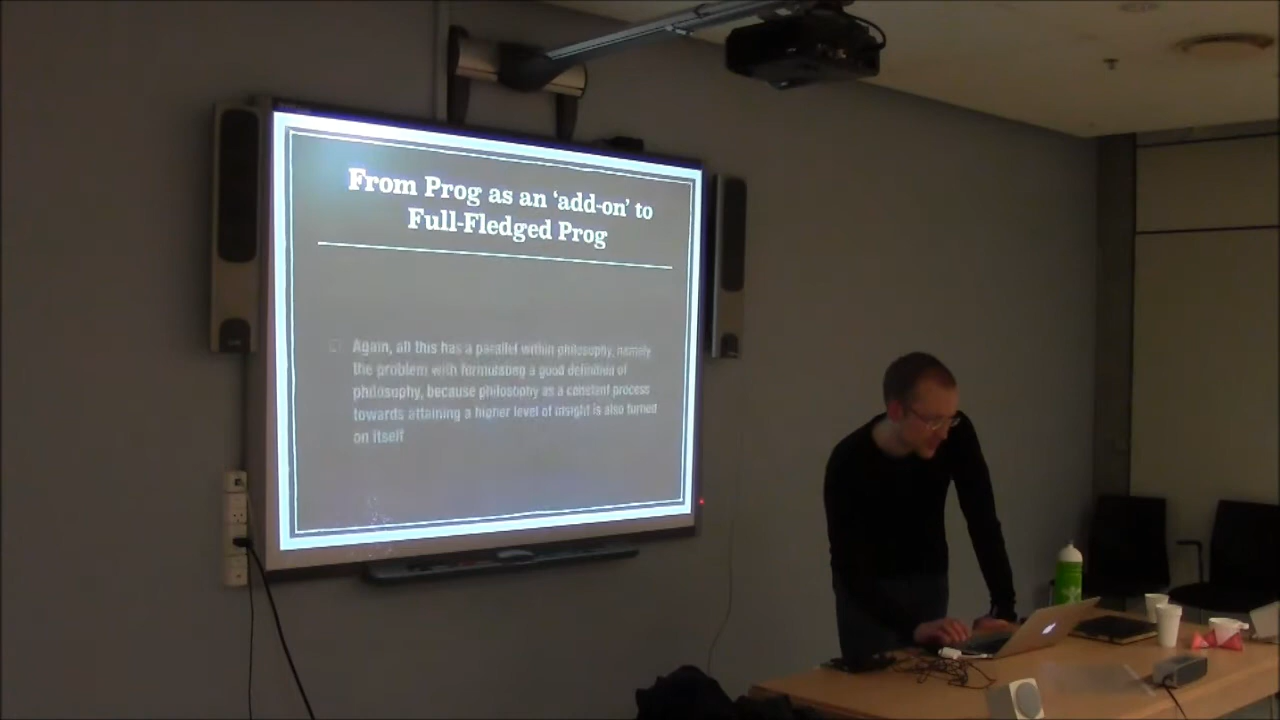 From Prog as an ‘add-on’ to
Full-Fledged Prog
Again, all this has a parallel within philosophy, namely
the problem with formulating a good definition of
philosophy, because philosophy as a constant process
towards attaining a higher level of insight is also turned
on itself